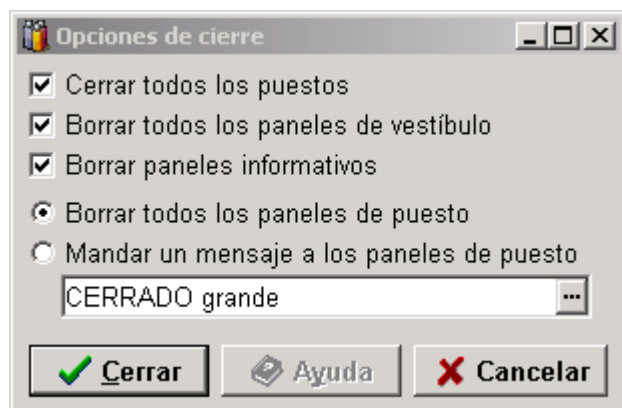 Opciones de cierre
Cerrar todos los puestos
Borrar todos los paneles de vestíbulo
Borrar paneles informativos
Borrar todos los paneles de puesto
Mandar un mensaje a los paneles de puesto
CERRADO grande ...
Cerrar Ayuda Cancelar